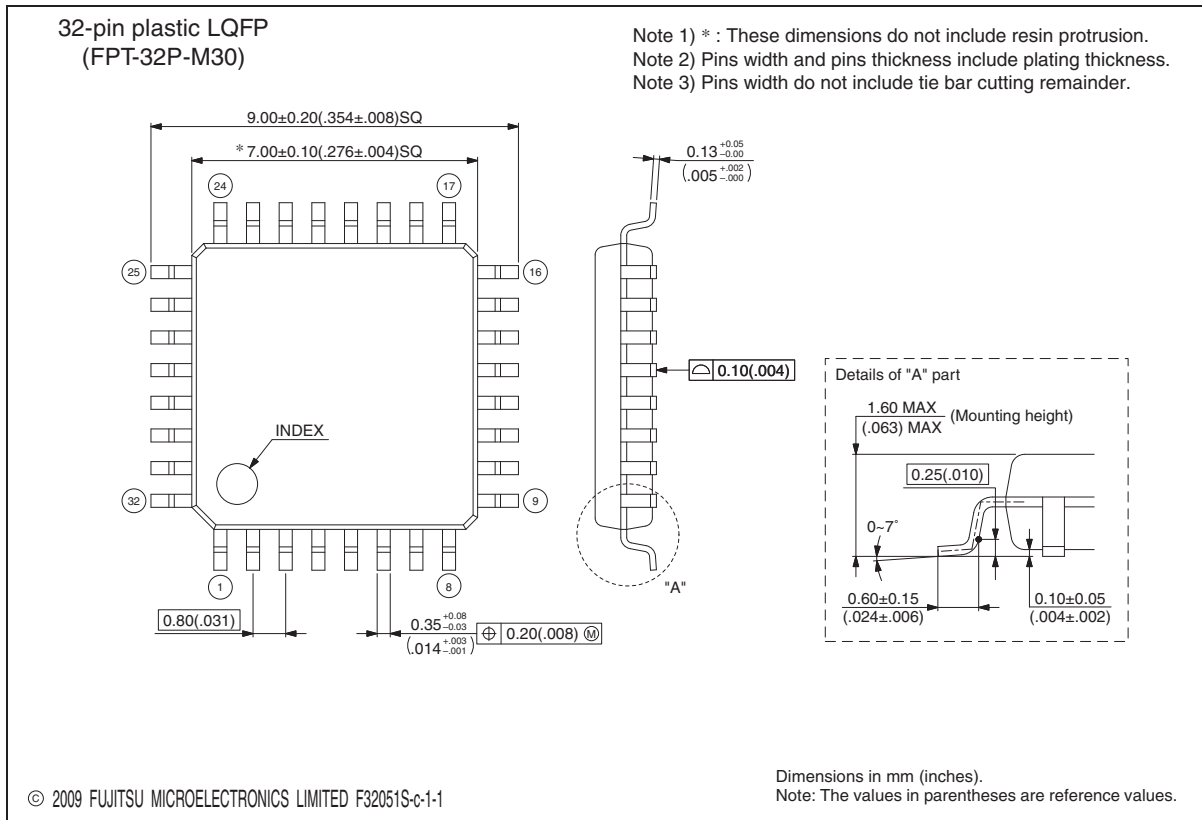 32-pin plastic LQFP
(FPT-32P-M30)
Note 1) * : These dimensions do not include resin protrusion.
Note 2) Pins width and pins thickness include plating thickness.
Note 3) Pins width do not include tie bar cutting remainder.
9.00±0.20(.354±.008)SQ
*7.00±0.10(.276±.004)SQ
0.13 +0.05 −0.00
(.005 +.002 −.000)
24
17
25
16
0.10(.004)
Details of "A" part
1.60 MAX
(.063) MAX
(Mounting height)
INDEX
0.25(.010)
32
9
0~7°
1
8
"A"
0.80(.031)
0.35 +0.08 −0.03
(.014 +.003 −.001)
⌖ 0.20(.008) Ⓜ
0.60±0.15
(.024±.006)
0.10±0.05
(.004±.002)
© 2009 FUJITSU MICROELECTRONICS LIMITED F32051S-c-1-1
Dimensions in mm (inches).
Note: The values in parentheses are reference values.